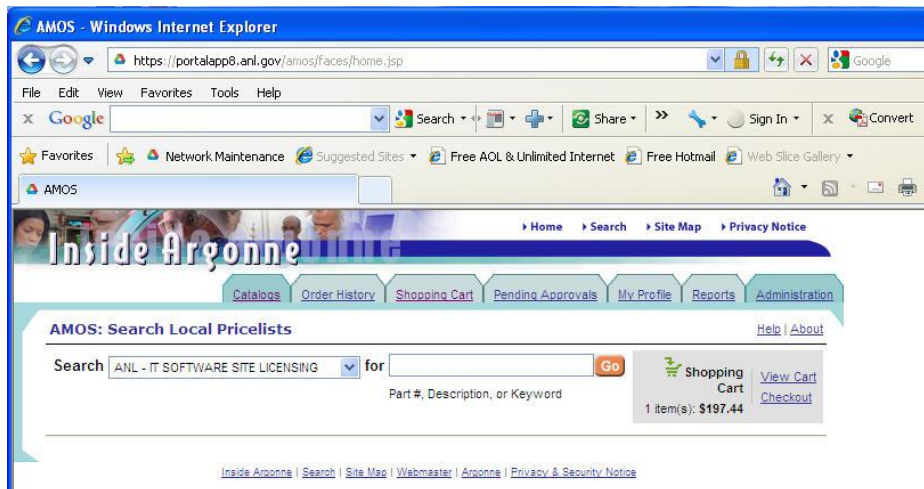 AMOS - Windows Internet Explorer
https://portalapp8.anl.gov/amos/faces/home.jsp Google
File Edit View Favorites Tools Help
x Google Search Share >> Sign In x Convert
Favorites Network Maintenance Suggested Sites Free AOL & Unlimited Internet Free Hotmail Web Slice Gallery
AMOS
Inside Argonne
Home Search Site Map Privacy Notice
Catalogs Order History Shopping Cart Pending Approvals My Profile Reports Administration
AMOS: Search Local Pricelists Help | About
Search ANL - IT SOFTWARE SITE LICENSING for Go
Part #, Description, or Keyword
Shopping Cart
1 item(s): $197.44
View Cart
Checkout
Inside Argonne | Search | Site Map | Webmaster | Argonne | Privacy & Security Notice